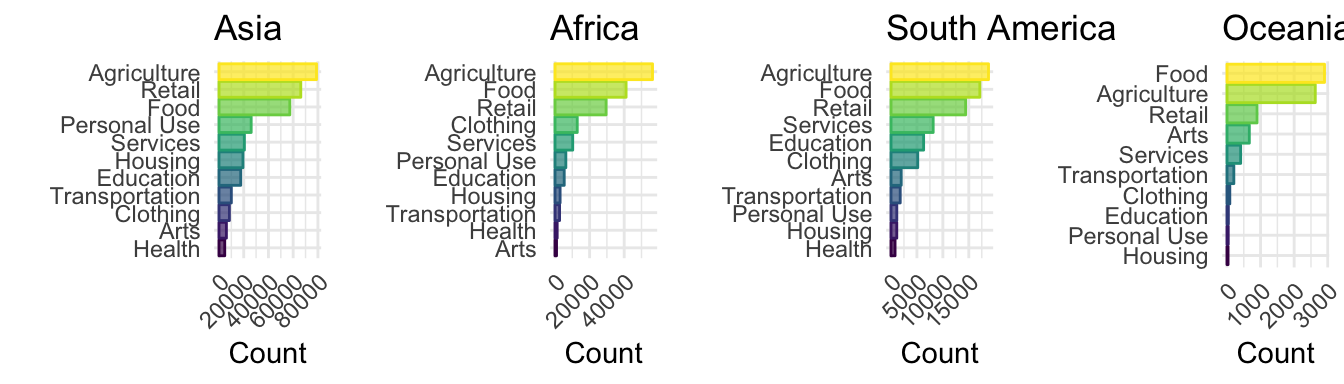 Asia
Agriculture
Retail
Food
Personal Use
Services
Housing
Education
Transportation
Clothing
Arts
Health
0
20000
40000
60000
80000
Count
Africa
Agriculture
Food
Retail
Clothing
Services
Personal Use
Education
Housing
Transportation
Health
Arts
0
20000
40000
Count
South America
Agriculture
Food
Retail
Services
Education
Clothing
Arts
Transportation
Personal Use
Housing
Health
0
5000
10000
15000
Count
Oceania
Food
Agriculture
Retail
Arts
Services
Transportation
Clothing
Education
Personal Use
Housing
0
1000
2000
3000
Count